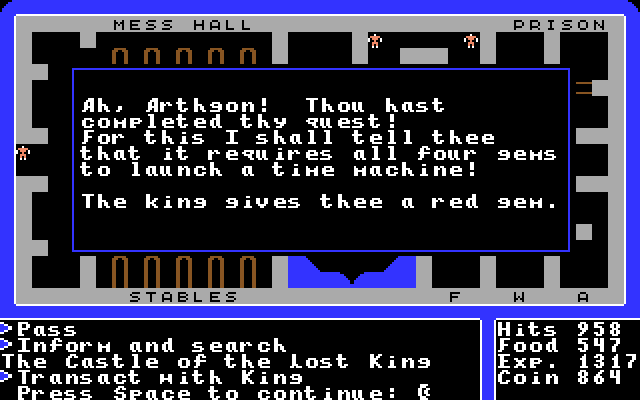 MESS HALL PRISON
Ah, Arthgon! Thou hast
completed thy quest!
For this I shall tell thee
that it requires all four gems
to launch a time machine!
The king gives thee a red gem.
STABLES F W A
Pass
Inform and search
The Castle of the Lost King
Transact with King
Press Space to continue:
Hits 958
Food 547
Exp. 1317
Coin 864